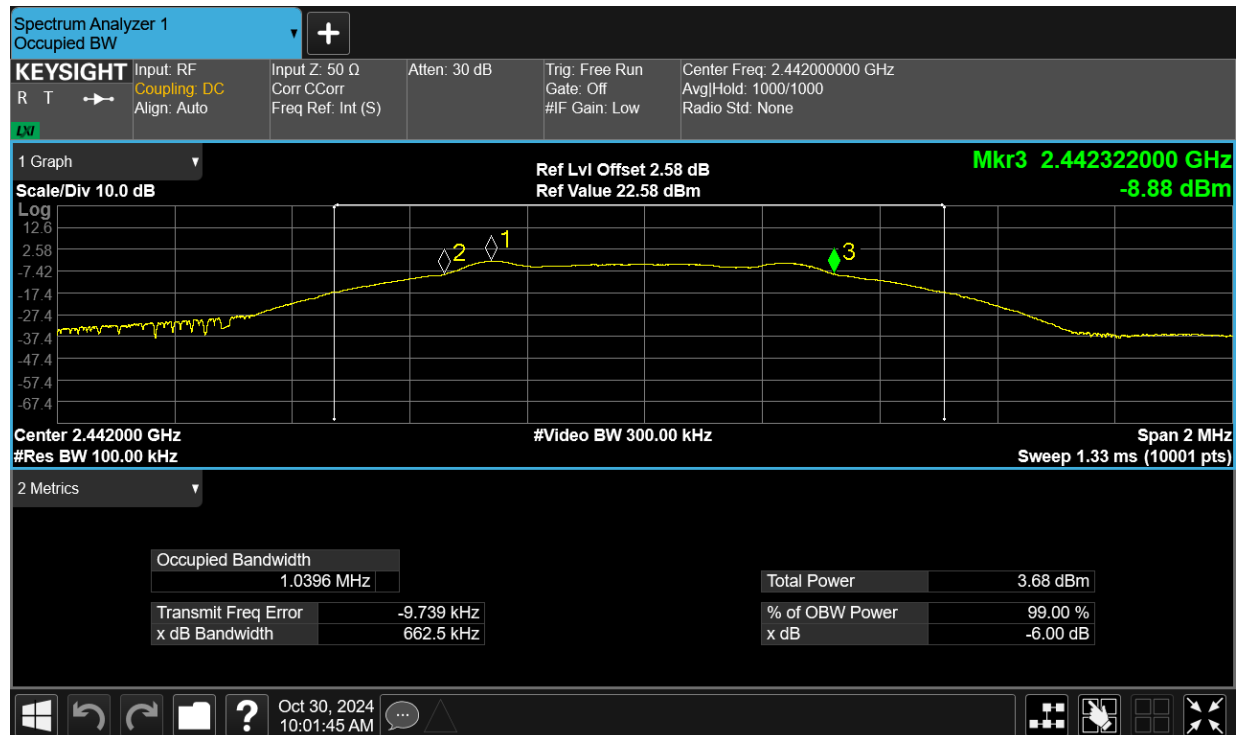 Spectrum Analyzer 1
Occupied BW
KEYSIGHT
R T
LXI
Input: RF
Coupling: DC
Align: Auto
Input Z: 50 Ω
Corr CCorr
Freq Ref: Int (S)
Atten: 30 dB
Trig: Free Run
Gate: Off
#IF Gain: Low
Center Freq: 2.442000000 GHz
Avg|Hold: 1000/1000
Radio Std: None
1 Graph
Scale/Div 10.0 dB
Ref Lvl Offset 2.58 dB
Ref Value 22.58 dBm
Mkr3 2.442322000 GHz
-8.88 dBm
Log
12.6
2.58
-7.42
-17.4
-27.4
-37.4
-47.4
-57.4
-67.4
2
1
3
Center 2.442000 GHz
#Video BW 300.00 kHz
Span 2 MHz
#Res BW 100.00 kHz
Sweep 1.33 ms (10001 pts)
2 Metrics
Occupied Bandwidth
1.0396 MHz
Total Power 3.68 dBm
Transmit Freq Error -9.739 kHz
% of OBW Power 99.00 %
x dB Bandwidth 662.5 kHz
x dB -6.00 dB
?
Oct 30, 2024
10:01:45 AM